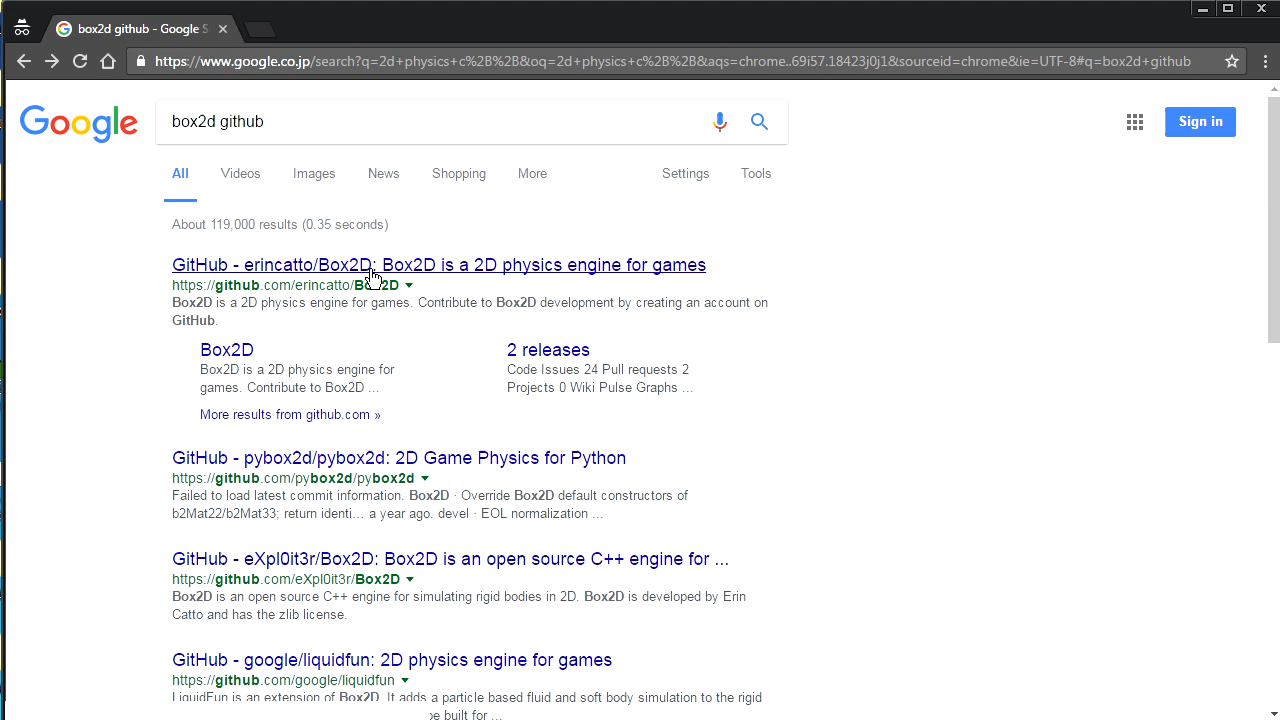 box2d github - Google S
https://www.google.co.jp/search?q=2d+physics+c%2B%2B&oq=2d+physics+c%2B%2B&aqs=chrome..69i57.18423j0j1&sourceid=chrome&ie=UTF-8#q=box2d+github
Google
box2d github
Sign in
All Videos Images News Shopping More Settings Tools
About 119,000 results (0.35 seconds)
GitHub - erincatto/Box2D: Box2D is a 2D physics engine for games
https://github.com/erincatto/Box2D
Box2D is a 2D physics engine for games. Contribute to Box2D development by creating an account on
GitHub.
Box2D
Box2D is a 2D physics engine for
games. Contribute to Box2D ...
2 releases
Code Issues 24 Pull requests 2
Projects 0 Wiki Pulse Graphs ...
More results from github.com »
GitHub - pybox2d/pybox2d: 2D Game Physics for Python
https://github.com/pybox2d/pybox2d
Failed to load latest commit information. Box2D · Override Box2D default constructors of
b2Mat22/b2Mat33; return identi... a year ago. devel · EOL normalization ...
GitHub - eXpl0it3r/Box2D: Box2D is an open source C++ engine for ...
https://github.com/eXpl0it3r/Box2D
Box2D is an open source C++ engine for simulating rigid bodies in 2D. Box2D is developed by Erin
Catto and has the zlib license.
GitHub - google/liquidfun: 2D physics engine for games
https://github.com/google/liquidfun
LiquidFun is an extension of Box2D. It adds a particle based fluid and soft body simulation to the rigid
be built for ...